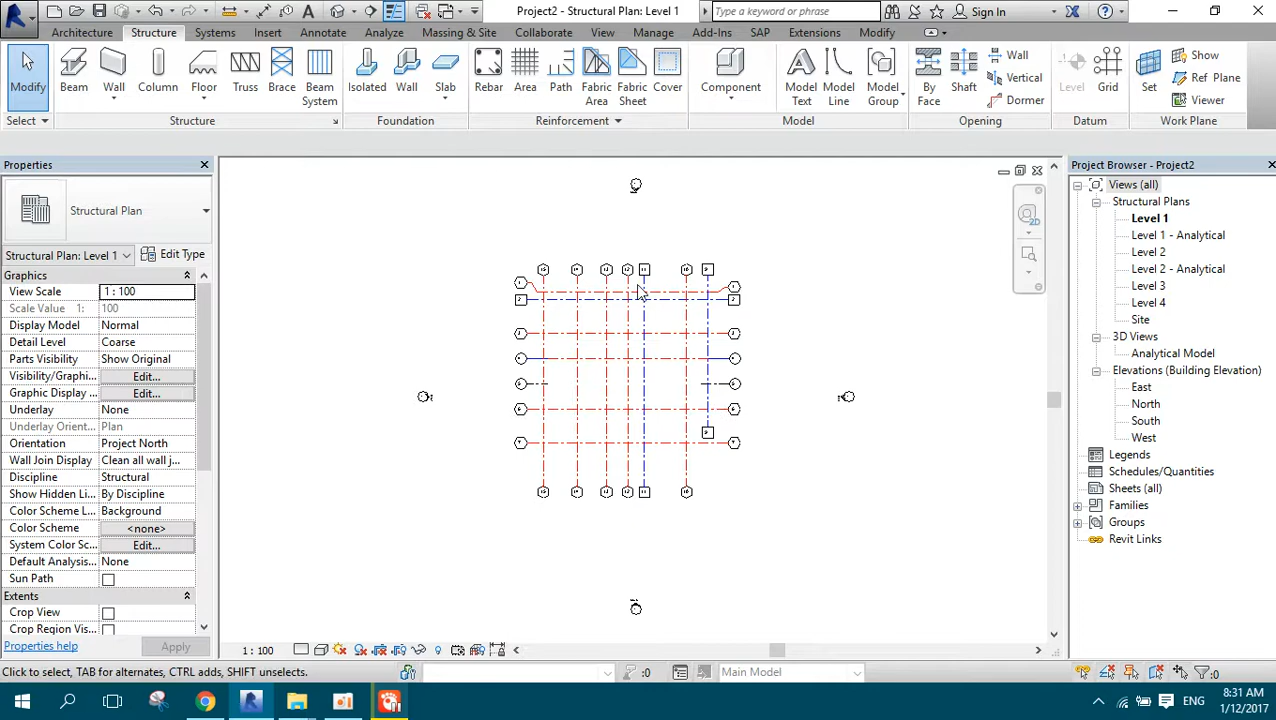 Project2 - Structural Plan: Level 1
Type a keyword or phrase
Sign In
Architecture
Structure
Systems
Insert
Annotate
Analyze
Massing & Site
Collaborate
View
Manage
Add-Ins
SAP
Extensions
Modify
Modify
Beam
Wall
Column
Floor
Truss
Brace
Beam System
Isolated
Wall
Slab
Rebar
Area
Path
Fabric Area
Fabric Sheet
Cover
Component
Model Text
Model Line
Model Group
By Face
Shaft
Wall
Vertical
Dormer
Level
Grid
Set
Show
Ref Plane
Viewer
Select
Structure
Foundation
Reinforcement
Model
Opening
Datum
Work Plane
Properties
Structural Plan
Structural Plan: Level 1
Edit Type
Graphics
View Scale 1 : 100
Scale Value 1: 100
Display Model Normal
Detail Level Coarse
Parts Visibility Show Original
Visibility/Graphi... Edit...
Graphic Display ... Edit...
Underlay None
Underlay Orien... Plan
Orientation Project North
Wall Join Display Clean all wall j...
Discipline Structural
Show Hidden Li... By Discipline
Color Scheme L... Background
Color Scheme <none>
System Color Sc... Edit...
Default Analysis... None
Sun Path
Extents
Crop View
Crop Region Vis...
Properties help
Apply
2D
Project Browser - Project2
Views (all)
Structural Plans
Level 1
Level 1 - Analytical
Level 2
Level 2 - Analytical
Level 3
Level 4
Site
3D Views
Analytical Model
Elevations (Building Elevation)
East
North
South
West
Legends
Schedules/Quantities
Sheets (all)
Families
Groups
Revit Links
1 : 100
Click to select, TAB for alternates, CTRL adds, SHIFT unselects.
:0
Main Model
:0
ENG
8:31 AM
1/12/2017